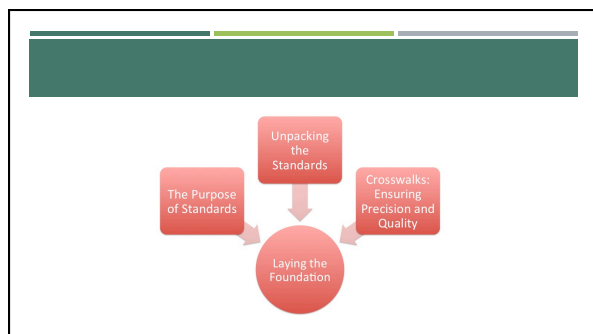 Unpacking
the
Standards
The Purpose
of Standards
Crosswalks:
Ensuring
Precision and
Quality
Laying the
Foundation